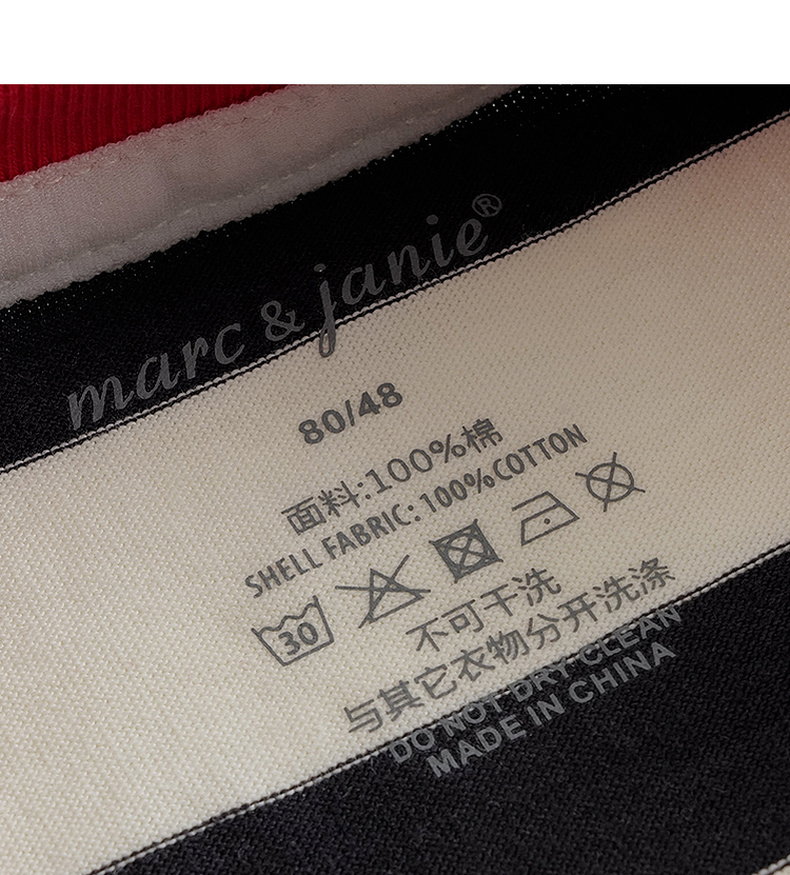 marc & janie®
80/48
面料:100%棉
SHELL FABRIC: 100%COTTON
30
不可干洗
与其它衣物分开洗涤
DO NOT DRY CLEAN
MADE IN CHINA